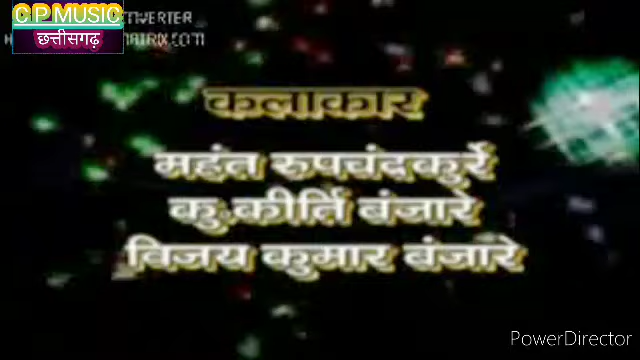 C P MUSIC
छत्तीसगढ़
कलाकार
महंत रुपचंदकुर्रे
कु.कीर्ति बंजारे
विजय कुमार बंजारे
PowerDirector